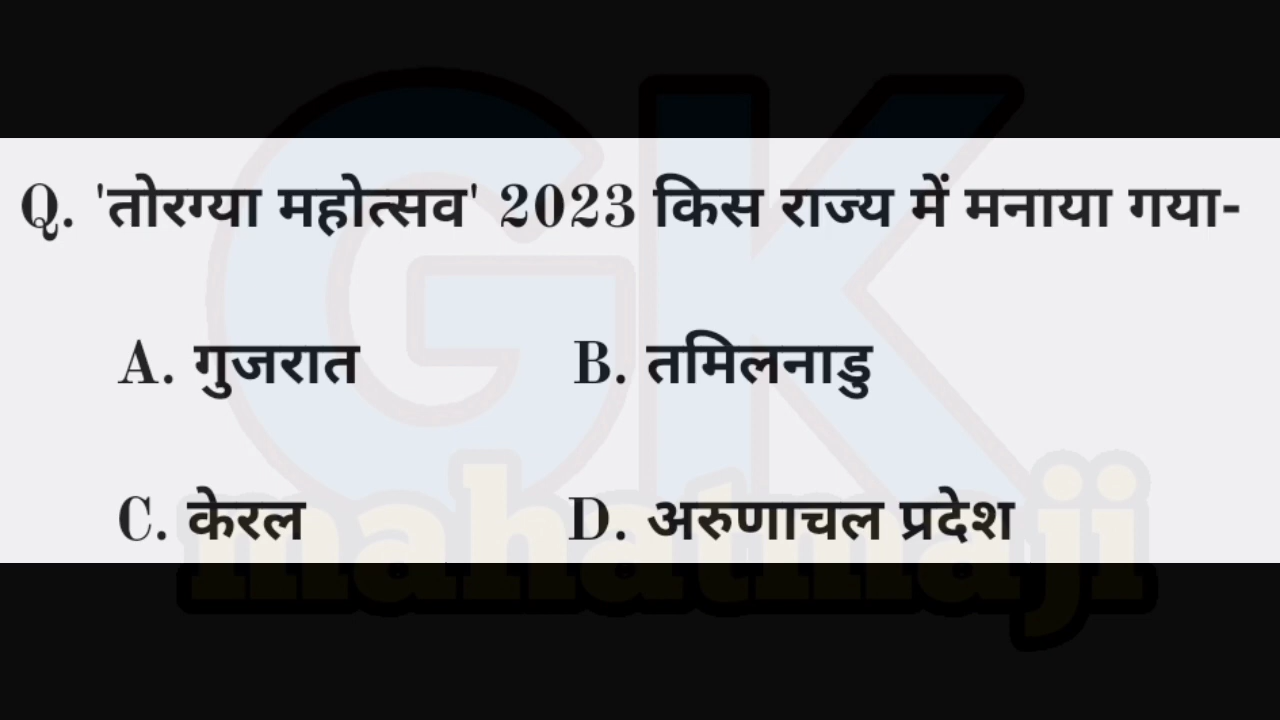 Q. 'तोरग्या महोत्सव' 2023 किस राज्य में मनाया गया-
A. गुजरात B. तमिलनाडु
C. केरल D. अरुणाचल प्रदेश
GK
mahatmaji